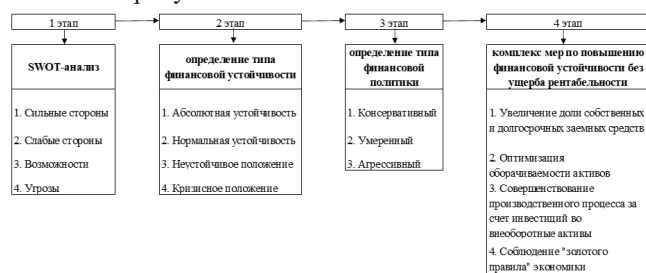 1 этап
2 этап
3 этап
4 этап
SWOT-анализ
1. Сильные стороны
2. Слабые стороны
3. Возможности
4. Угрозы
определение типа
финансовой устойчивости
1. Абсолютная устойчивость
2. Нормальная устойчивость
3. Неустойчивое положение
4. Кризисное положение
определение типа
финансовой
политики
1. Консервативный
2. Умеренный
3. Агрессивный
комплекс мер по повышению
финансовой устойчивости без
ущерба рентабельности
1. Увеличение доли собственных
и долгосрочных заемных средств
2. Оптимизация
оборачиваемости активов
3. Совершенствование
производственного процесса за
счет инвестиций во
внеоборотные активы
4. Соблюдение "золотого
правила" экономики